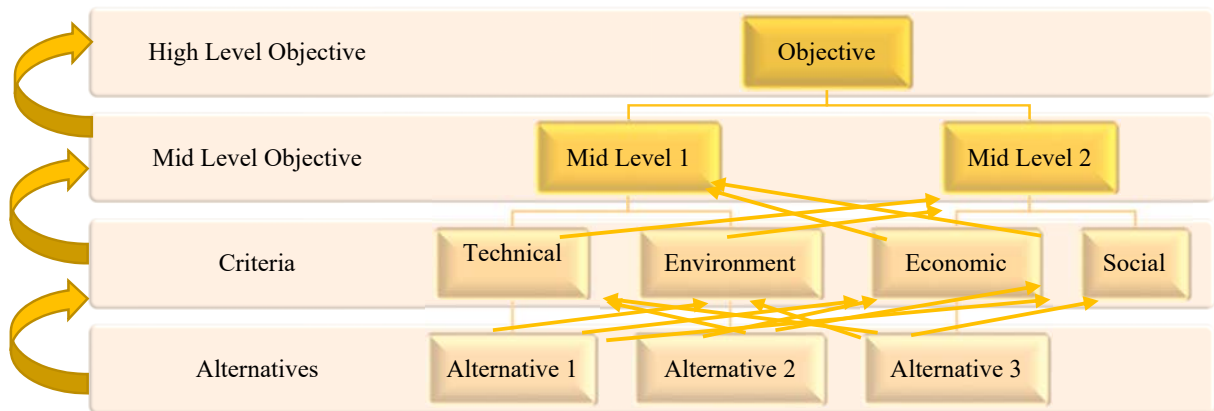 High Level Objective
Objective
Mid Level Objective
Mid Level 1
Mid Level 2
Criteria
Technical
Environment
Economic
Social
Alternatives
Alternative 1
Alternative 2
Alternative 3